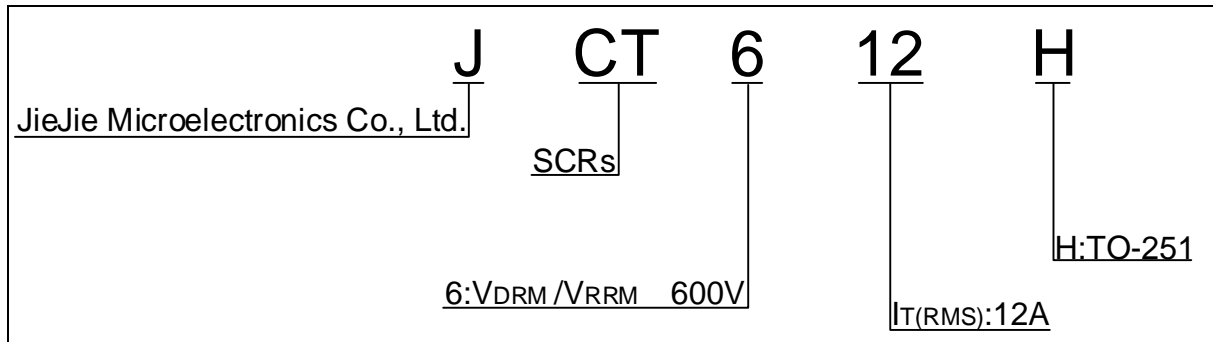 J CT 6 12 H
JieJie Microelectronics Co., Ltd.
SCRs
H:TO-251
6:VDRM /VRRM 600V
IT(RMS):12A